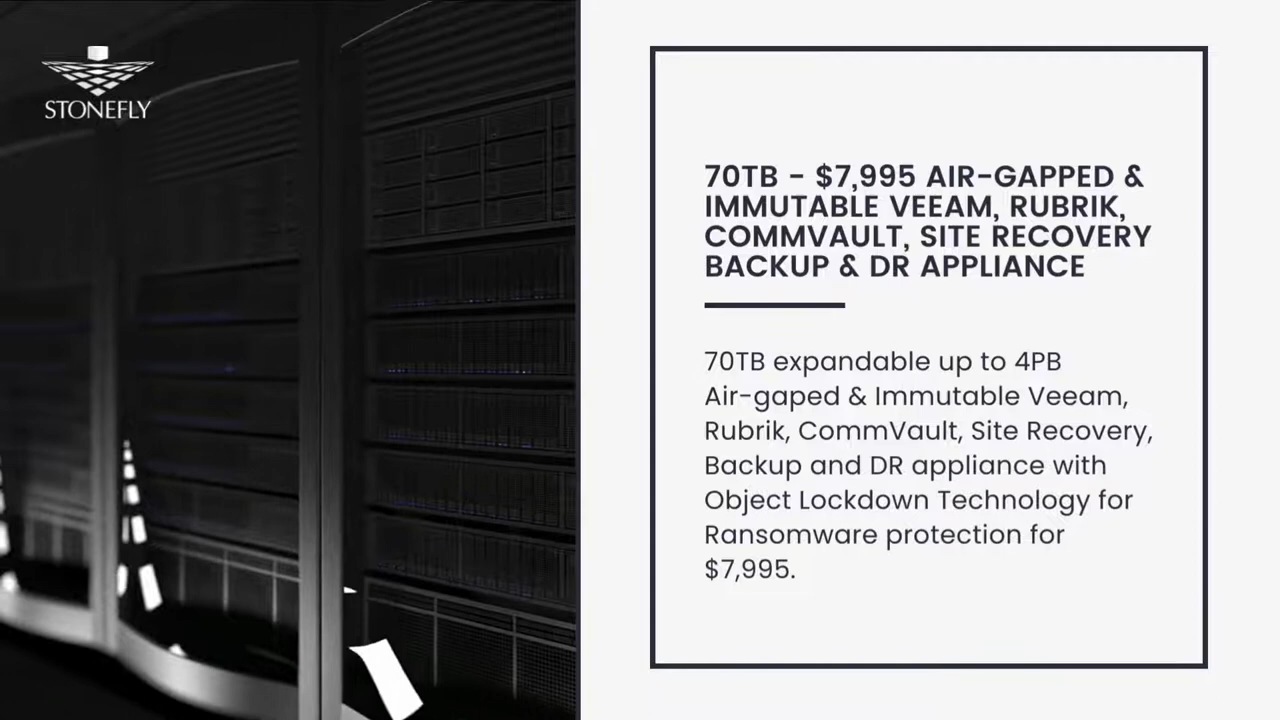 STONEFLY
70TB - $7,995 AIR-GAPPED &
IMMUTABLE VEEAM, RUBRIK,
COMMVAULT, SITE RECOVERY
BACKUP & DR APPLIANCE
70TB expandable up to 4PB
Air-gaped & Immutable Veeam,
Rubrik, CommVault, Site Recovery,
Backup and DR appliance with
Object Lockdown Technology for
Ransomware protection for
$7,995.